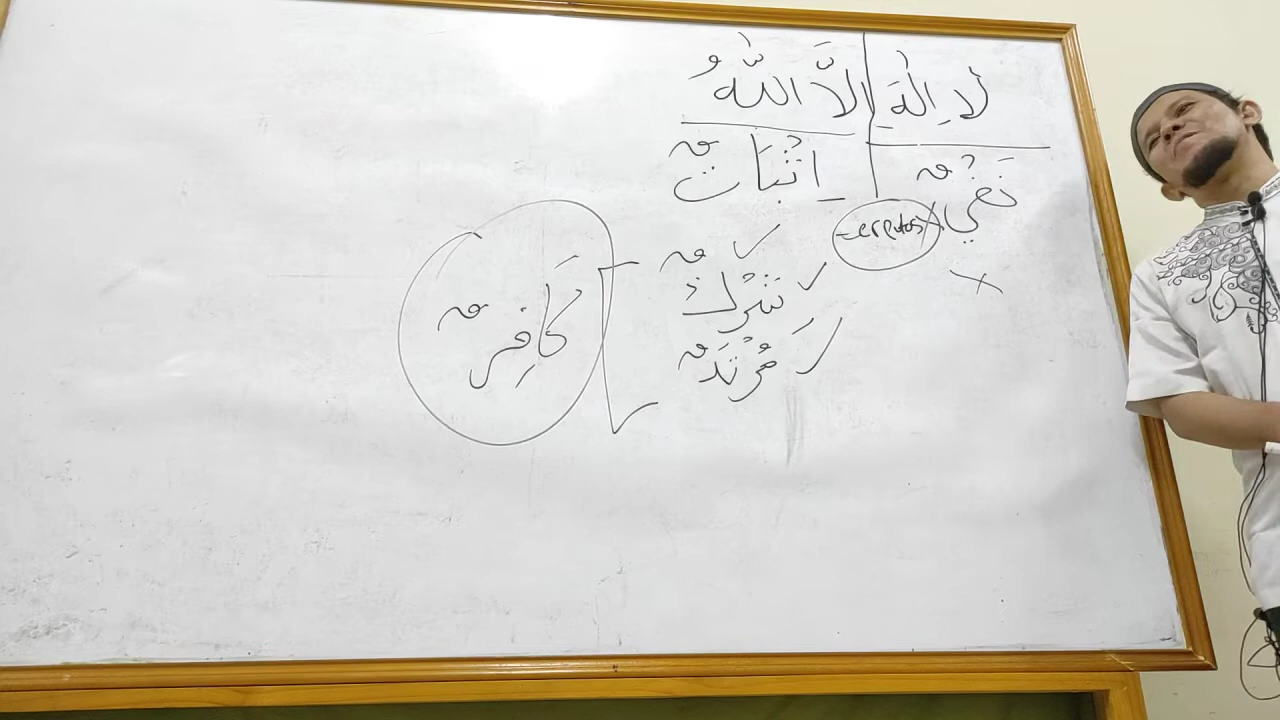 لَا اِلٰهَ اِلَّا اللّٰهُ
نَفْيٌ اِثْبَاتٌ
شِرْكٌ
مُرْتَدٌ
كَافِرٌ